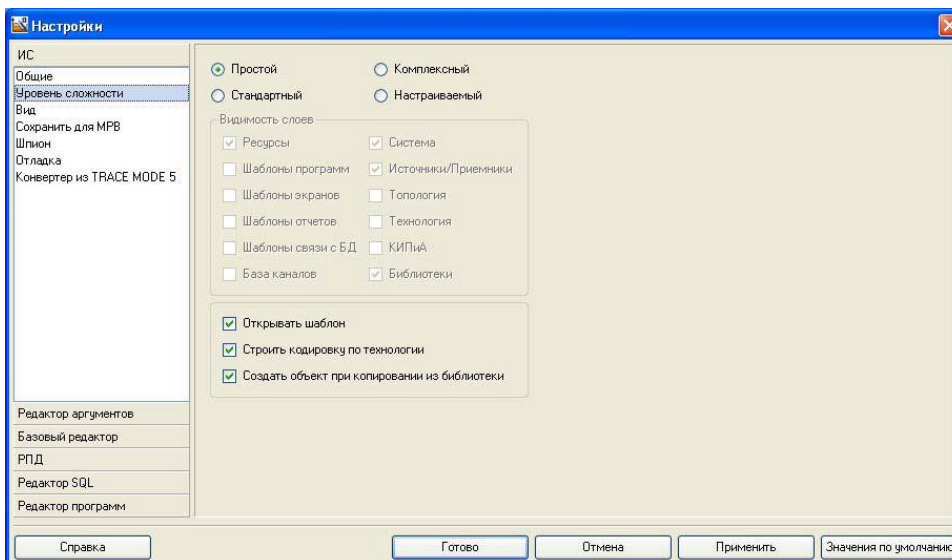 Настройки
ИС
Общие
Уровень сложности
Вид
Сохранить для МРВ
Шпион
Отладка
Конвертер из TRACE MODE 5
Редактор аргументов
Базовый редактор
РПД
Редактор SQL
Редактор программ
Простой Комплексный
Стандартный Настраиваемый
Видимость слоев
Ресурсы Система
Шаблоны программ Источники/Приемники
Шаблоны экранов Топология
Шаблоны отчетов Технология
Шаблоны связи с БД КИПиА
База каналов Библиотеки
Открывать шаблон
Строить кодировку по технологии
Создать объект при копировании из библиотеки
Справка Готово Отмена Применить Значения по умолчанию